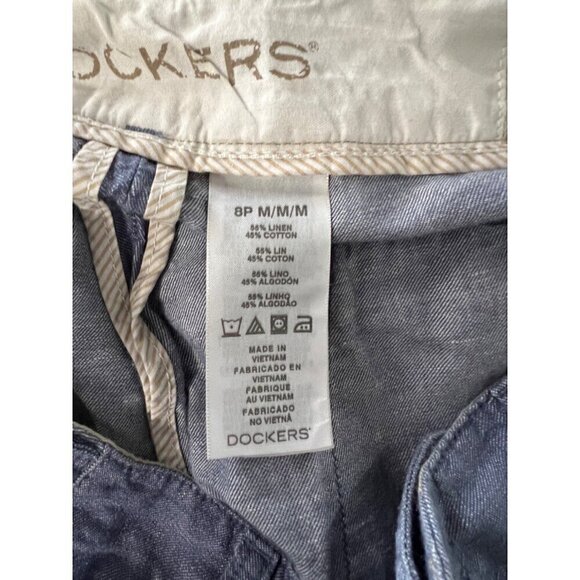 DOCKERS®
8P M/M/M
55% LINEN
45% COTTON
55% LIN
45% COTON
55% LINO
45% ALGODÓN
55% LINHO
45% ALGODÃO
MADE IN
VIETNAM
FABRICADO EN
VIETNAM
FABRIQUE
AU VIETNAM
FABRICADO
NO VIETNÃ
DOCKERS®